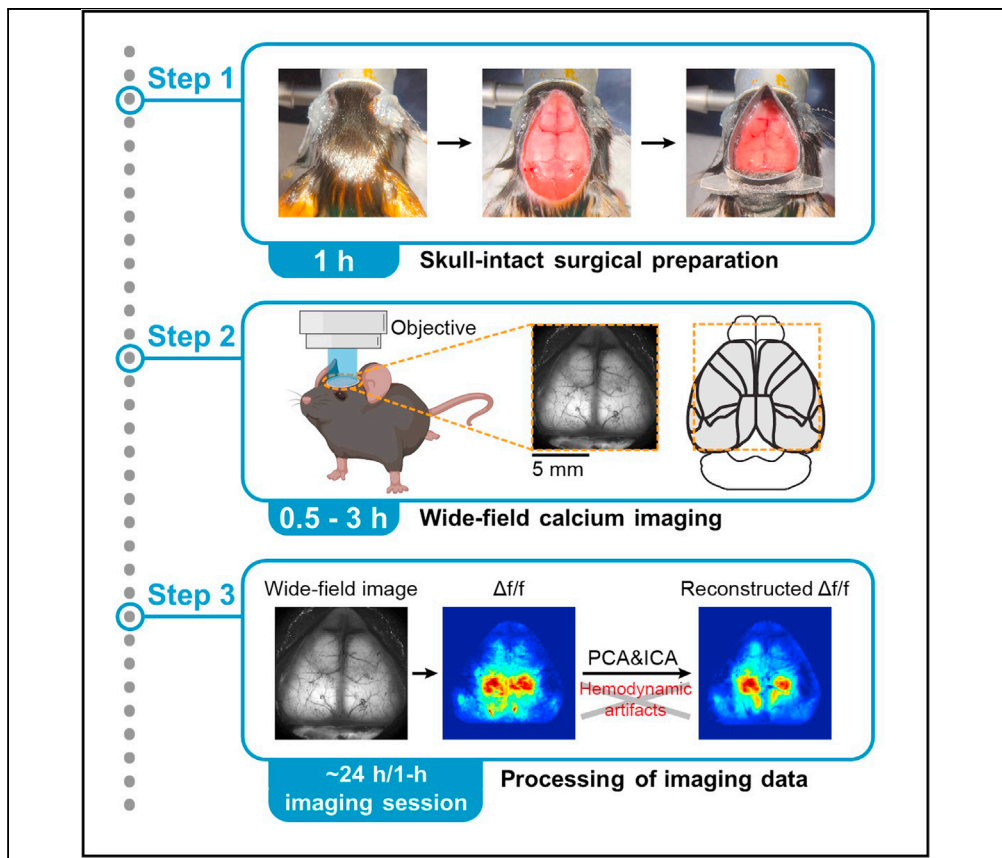 Step 1
1 h
Skull-intact surgical preparation
Step 2
Objective
5 mm
0.5 - 3 h
Wide-field calcium imaging
Step 3
Wide-field image
Δf/f
Reconstructed Δf/f
PCA&ICA
Hemodynamic
artifacts
~24 h/1-h
imaging session
Processing of imaging data